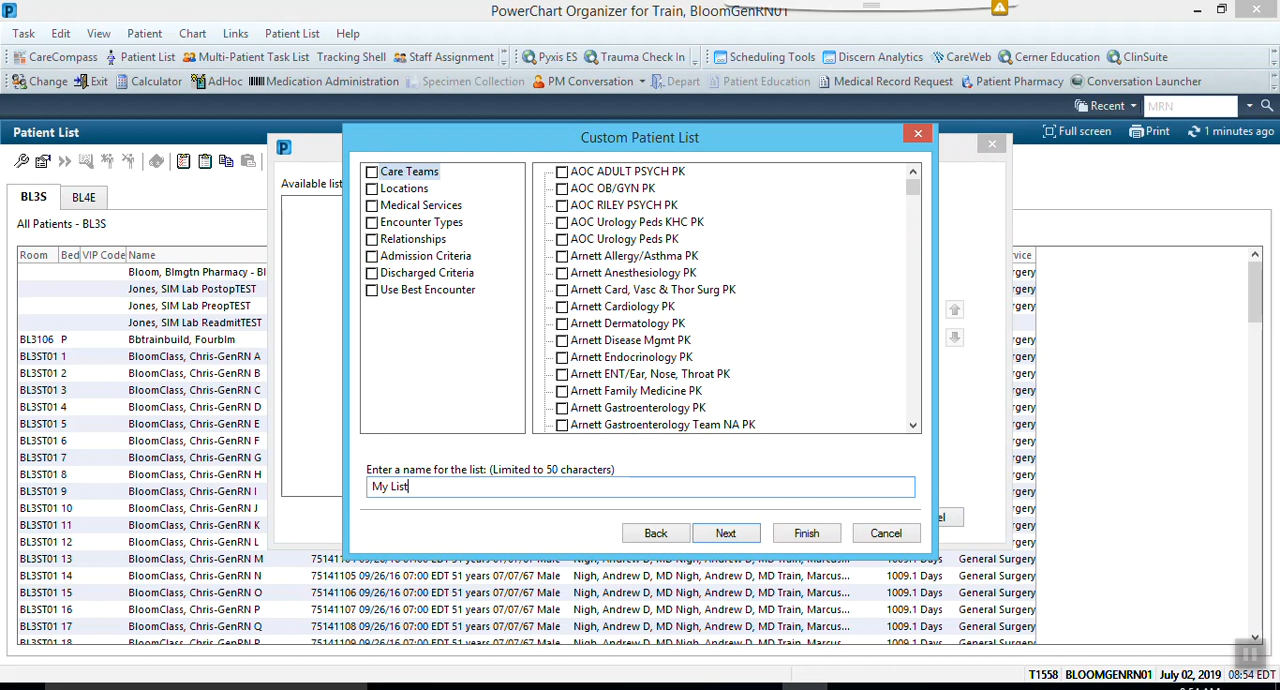 PowerChart Organizer for Train, BloomGenRN01
Task Edit View Patient Chart Links Patient List Help
CareCompass Patient List Multi-Patient Task List Tracking Shell Staff Assignment Pyxis ES Trauma Check In Scheduling Tools Discern Analytics CareWeb Cerner Education ClinSuite
Change Exit Calculator AdHoc Medication Administration Specimen Collection PM Conversation Depart Patient Education Medical Record Request Patient Pharmacy Conversation Launcher
Recent MRN
Patient List
Full screen Print 1 minutes ago
BL3S BL4E
All Patients - BL3S
Room Bed VIP Code Name
Bloom, Blmgtn Pharmacy - Bl
Jones, SIM Lab PostopTEST
Jones, SIM Lab PreopTEST
Jones, SIM Lab ReadmitTEST
BL3106 P Bbtrainbuild, Fourblm
BL3ST01 1 BloomClass, Chris-GenRN A
BL3ST01 2 BloomClass, Chris-GenRN B
BL3ST01 3 BloomClass, Chris-GenRN C
BL3ST01 4 BloomClass, Chris-GenRN D
BL3ST01 5 BloomClass, Chris-GenRN E
BL3ST01 6 BloomClass, Chris-GenRN F
BL3ST01 7 BloomClass, Chris-GenRN G
BL3ST01 8 BloomClass, Chris-GenRN H
BL3ST01 9 BloomClass, Chris-GenRN I
BL3ST01 10 BloomClass, Chris-GenRN J
BL3ST01 11 BloomClass, Chris-GenRN K
BL3ST01 12 BloomClass, Chris-GenRN L
Available list
Custom Patient List
Care Teams
Locations
Medical Services
Encounter Types
Relationships
Admission Criteria
Discharged Criteria
Use Best Encounter
AOC ADULT PSYCH PK
AOC OB/GYN PK
AOC RILEY PSYCH PK
AOC Urology Peds KHC PK
AOC Urology Peds PK
Arnett Allergy/Asthma PK
Arnett Anesthesiology PK
Arnett Card, Vasc & Thor Surg PK
Arnett Cardiology PK
Arnett Dermatology PK
Arnett Disease Mgmt PK
Arnett Endocrinology PK
Arnett ENT/Ear, Nose, Throat PK
Arnett Family Medicine PK
Arnett Gastroenterology PK
Arnett Gastroenterology Team NA PK
Enter a name for the list: (Limited to 50 characters)
My List
Back Next Finish Cancel
BL3ST01 13 BloomClass, Chris-GenRN M General Surgery
BL3ST01 14 BloomClass, Chris-GenRN N 75141105 09/26/16 07:00 EDT 51 years 07/07/67 Male Nigh, Andrew D, MD Nigh, Andrew D, MD Train, Marcus... 1009.1 Days General Surgery
BL3ST01 15 BloomClass, Chris-GenRN O 75141106 09/26/16 07:00 EDT 51 years 07/07/67 Male Nigh, Andrew D, MD Nigh, Andrew D, MD Train, Marcus... 1009.1 Days General Surgery
BL3ST01 16 BloomClass, Chris-GenRN P 75141107 09/26/16 07:00 EDT 51 years 07/07/67 Male Nigh, Andrew D, MD Nigh, Andrew D, MD Train, Marcus... 1009.1 Days General Surgery
BL3ST01 17 BloomClass, Chris-GenRN Q 75141108 09/26/16 07:00 EDT 51 years 07/07/67 Male Nigh, Andrew D, MD Nigh, Andrew D, MD Train, Marcus... 1009.1 Days General Surgery
T1558 BLOOMGENRN01 July 02, 2019 08:54 EDT